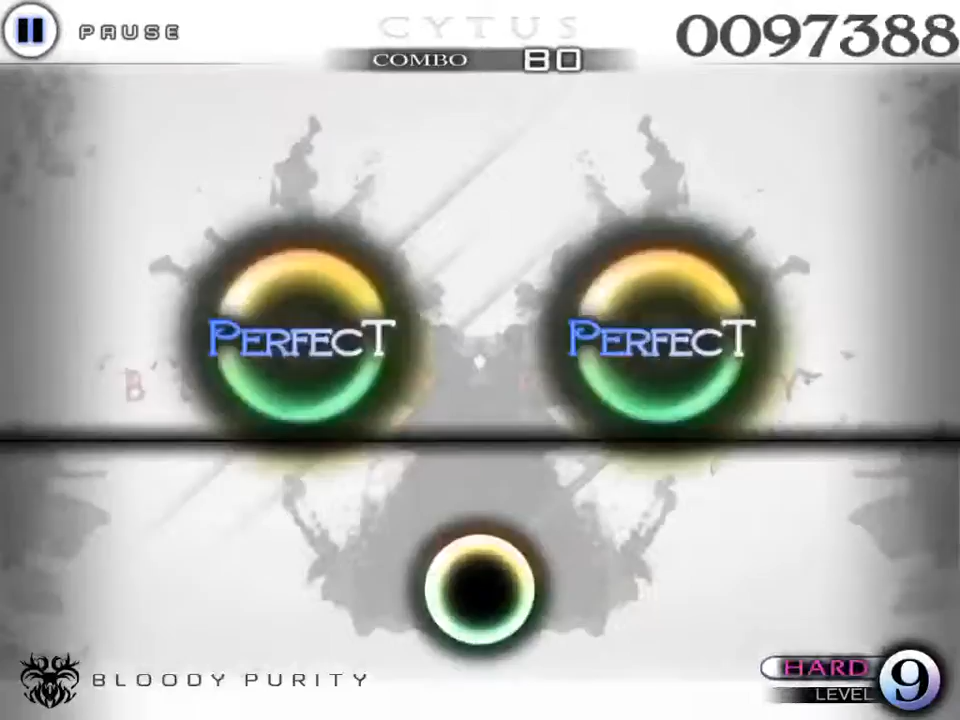 PAUSE
CYTUS
0097388
COMBO 80
PERFECT PERFECT
BLOODY PURITY
HARD
LEVEL 9